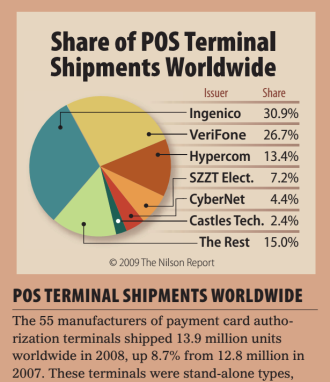 Share of POS Terminal
Shipments Worldwide
Issuer Share
Ingenico 30.9%
VeriFone 26.7%
Hypercom 13.4%
SZZT Elect. 7.2%
CyberNet 4.4%
Castles Tech. 2.4%
The Rest 15.0%
© 2009 The Nilson Report
POS TERMINAL SHIPMENTS WORLDWIDE
The 55 manufacturers of payment card autho-
rization terminals shipped 13.9 million units
worldwide in 2008, up 8.7% from 12.8 million in
2007. These terminals were stand-alone types,